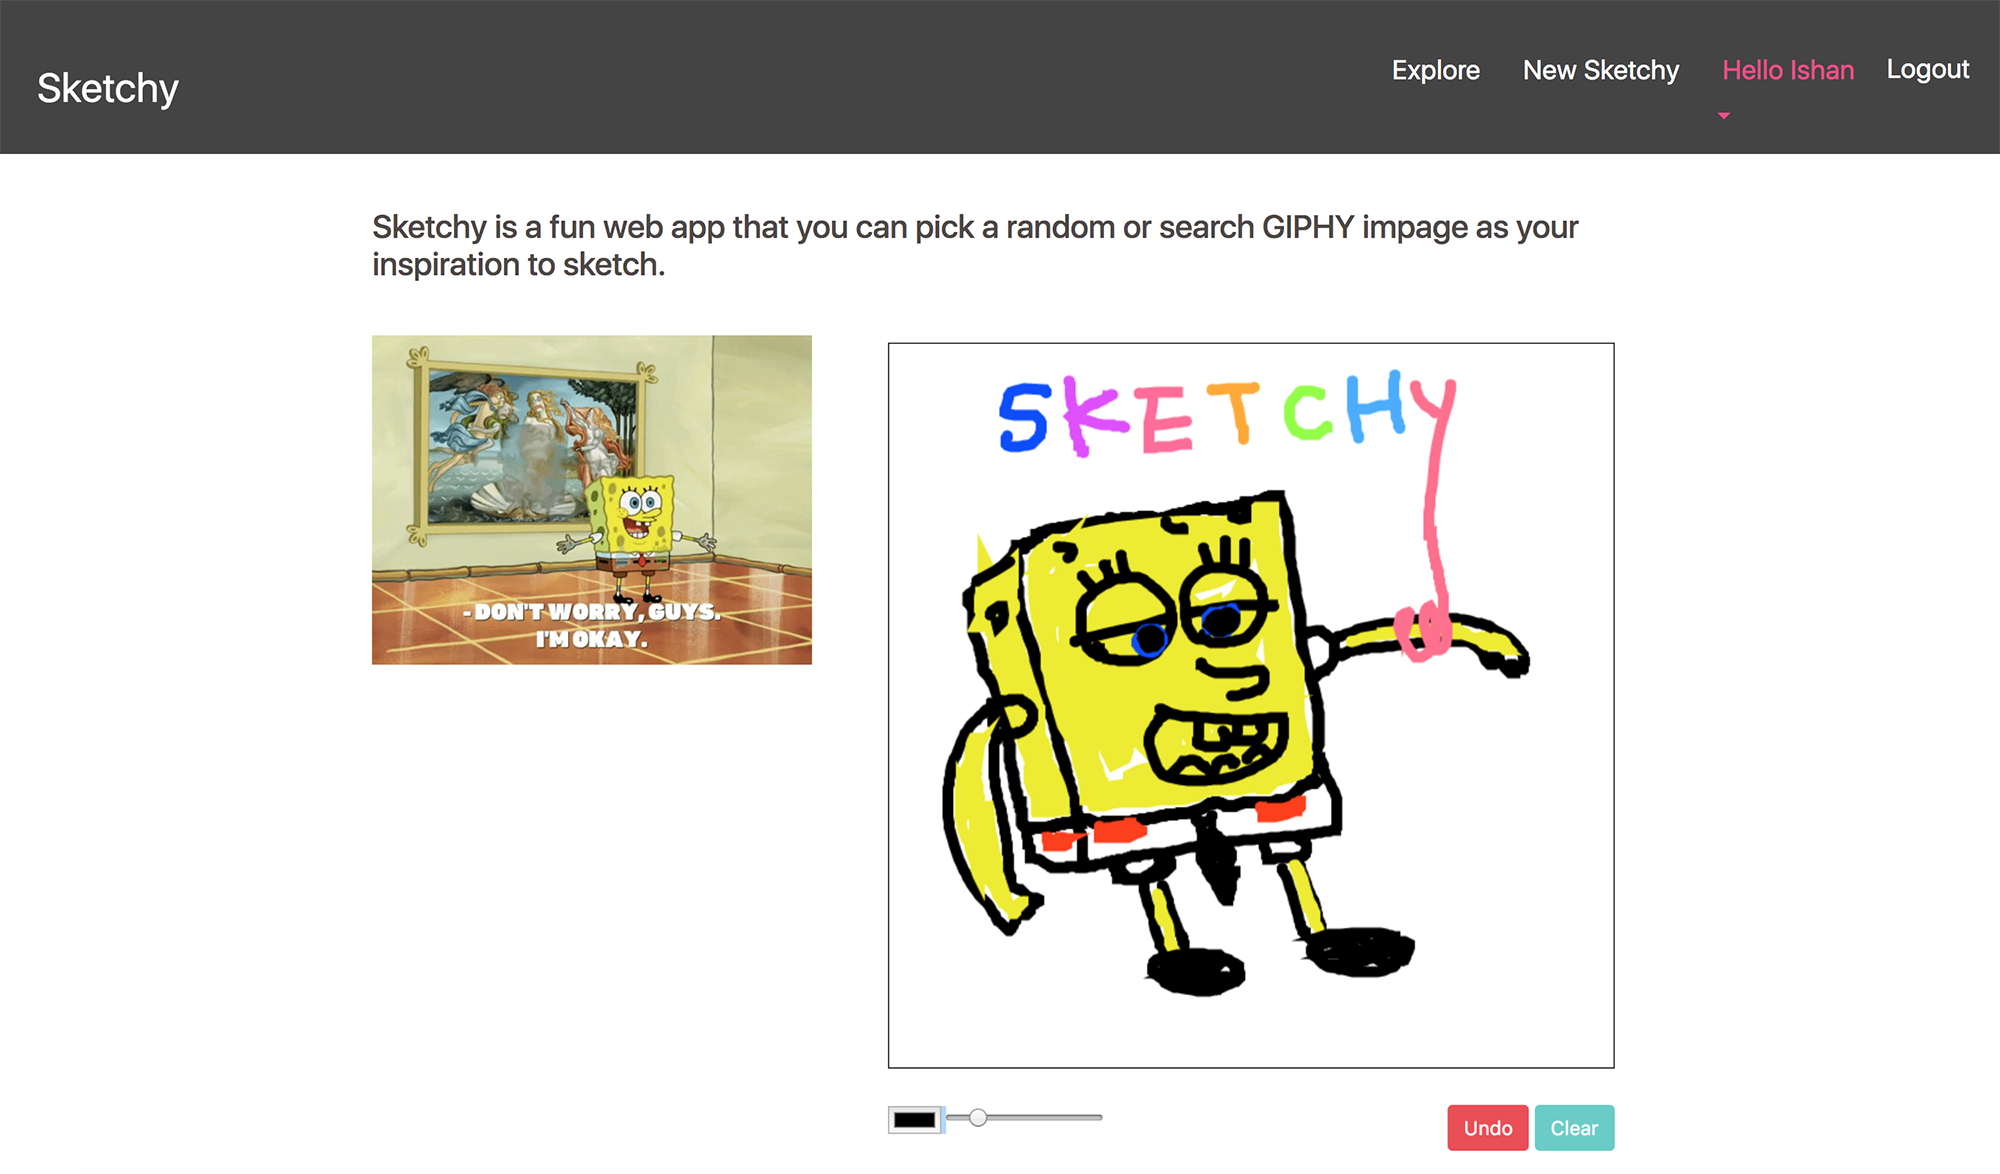 Sketchy
Explore New Sketchy Hello Ishan Logout
Sketchy is a fun web app that you can pick a random or search GIPHY impage as your
inspiration to sketch.
- DON'T WORRY, GUYS.
I'M OKAY.
SKETCHY
Undo Clear